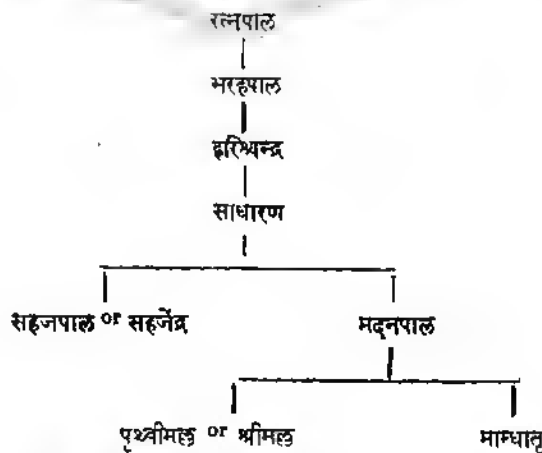 रत्नपाल
भरहपाल
हरिश्चन्द्र
साधारण
सहजपाल or सहजेंद्र मदनपाल
पृथ्वीमल्ल or श्रीमल्ल मान्धातृ